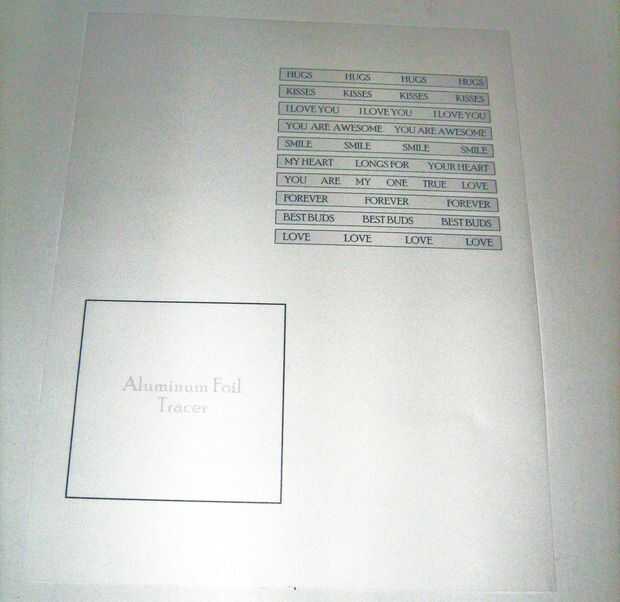 HUGS HUGS HUGS HUGS
KISSES KISSES KISSES KISSES
I LOVE YOU I LOVE YOU I LOVE YOU
YOU ARE AWESOME YOU ARE AWESOME
SMILE SMILE SMILE SMILE
MY HEART LONGS FOR YOUR HEART
YOU ARE MY ONE TRUE LOVE
FOREVER FOREVER FOREVER
BEST BUDS BEST BUDS BEST BUDS
LOVE LOVE LOVE LOVE
Aluminum Foil
Tracer